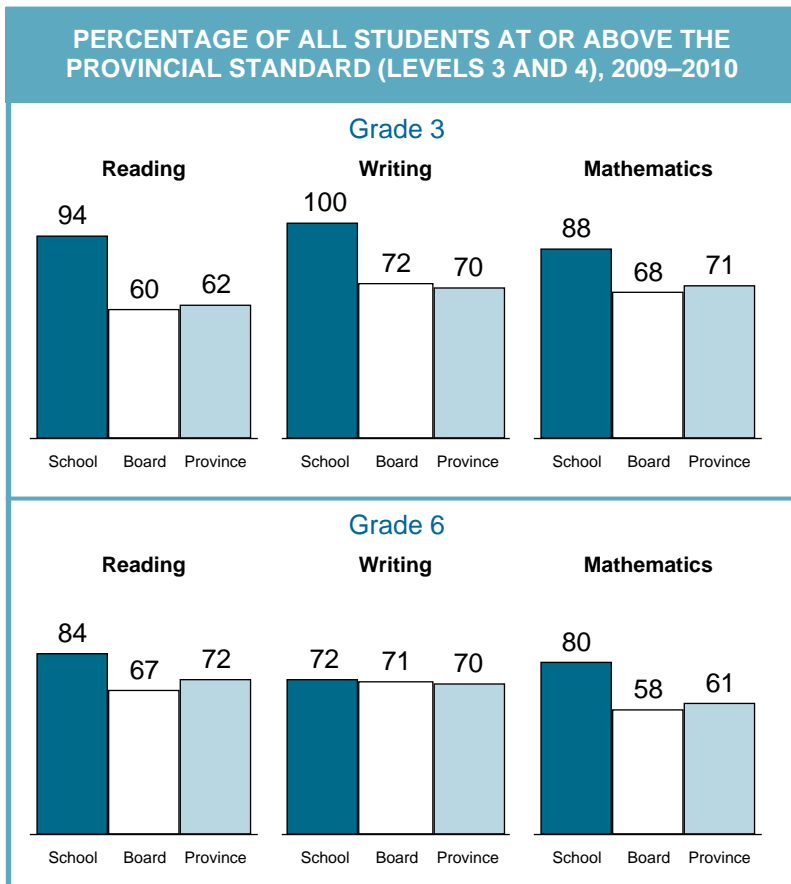 PERCENTAGE OF ALL STUDENTS AT OR ABOVE THE
PROVINCIAL STANDARD (LEVELS 3 AND 4), 2009–2010
Grade 3
Reading Writing Mathematics
94 60 62 100 72 70 88 68 71
School Board Province School Board Province School Board Province
Grade 6
Reading Writing Mathematics
84 67 72 72 71 70 80 58 61
School Board Province School Board Province School Board Province